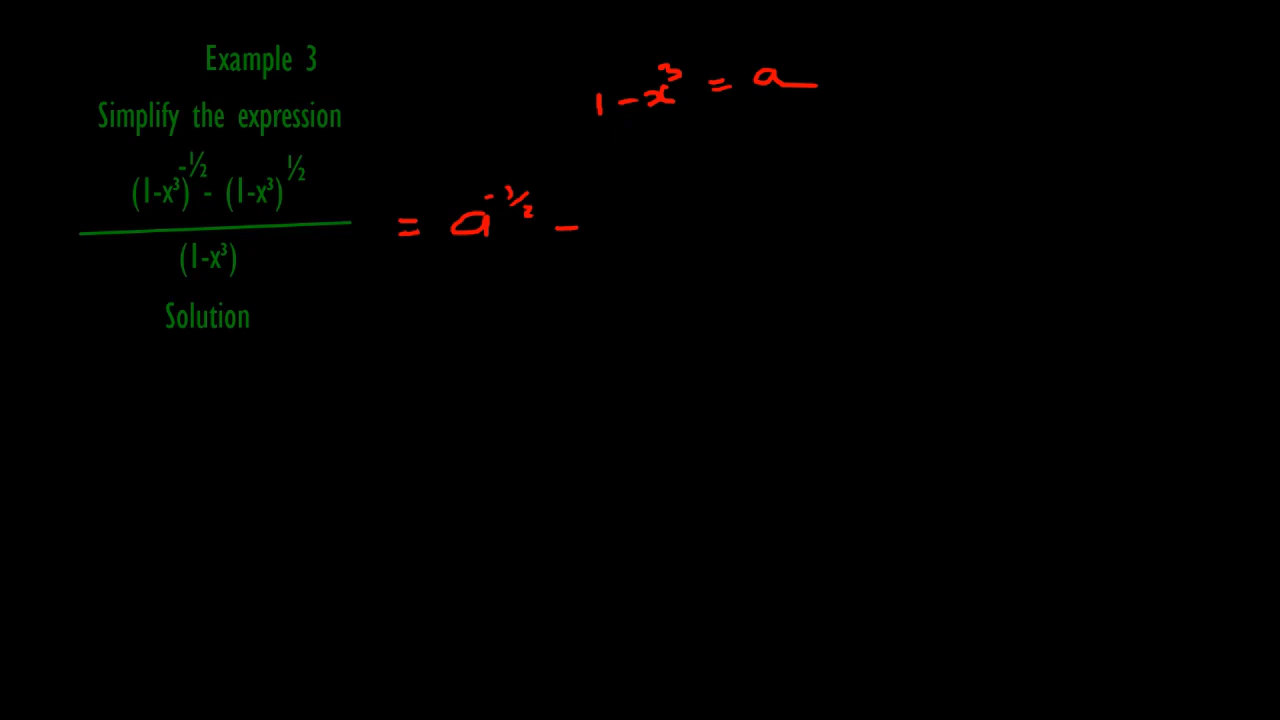 Example 3
Simplify the expression
(1-x³)^-½ - (1-x³)^½
(1-x³)
Solution
1-x³ = a
= a^-½ -